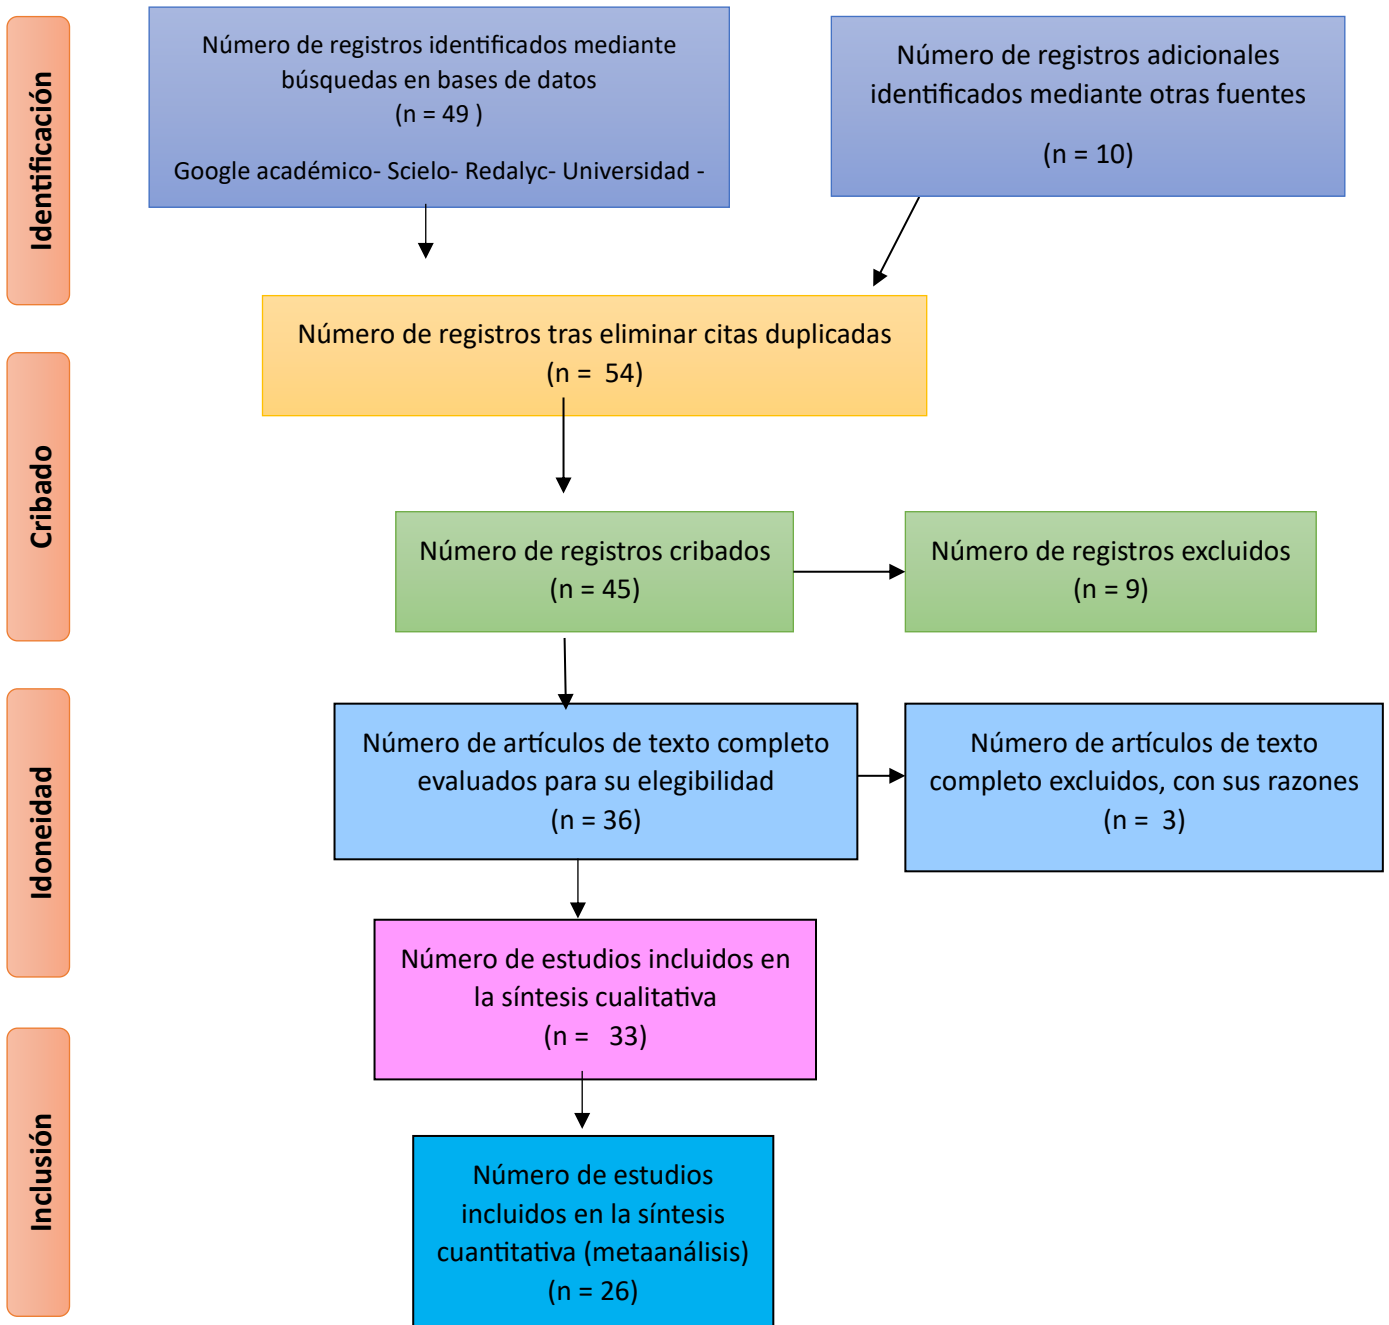 Identificación
Número de registros identificados mediante
búsquedas en bases de datos
(n = 49 )
Google académico- Scielo- Redalyc- Universidad -
Número de registros adicionales
identificados mediante otras fuentes
(n = 10)
Número de registros tras eliminar citas duplicadas
(n =  54)
Cribado
Número de registros cribados
(n = 45)
Número de registros excluidos
(n = 9)
Idoneidad
Número de artículos de texto completo
evaluados para su elegibilidad
(n = 36)
Número de artículos de texto
completo excluidos, con sus razones
(n =  3)
Número de estudios incluidos en
la síntesis cualitativa
(n =   33)
Inclusión
Número de estudios
incluidos en la síntesis
cuantitativa (metaanálisis)
(n = 26)